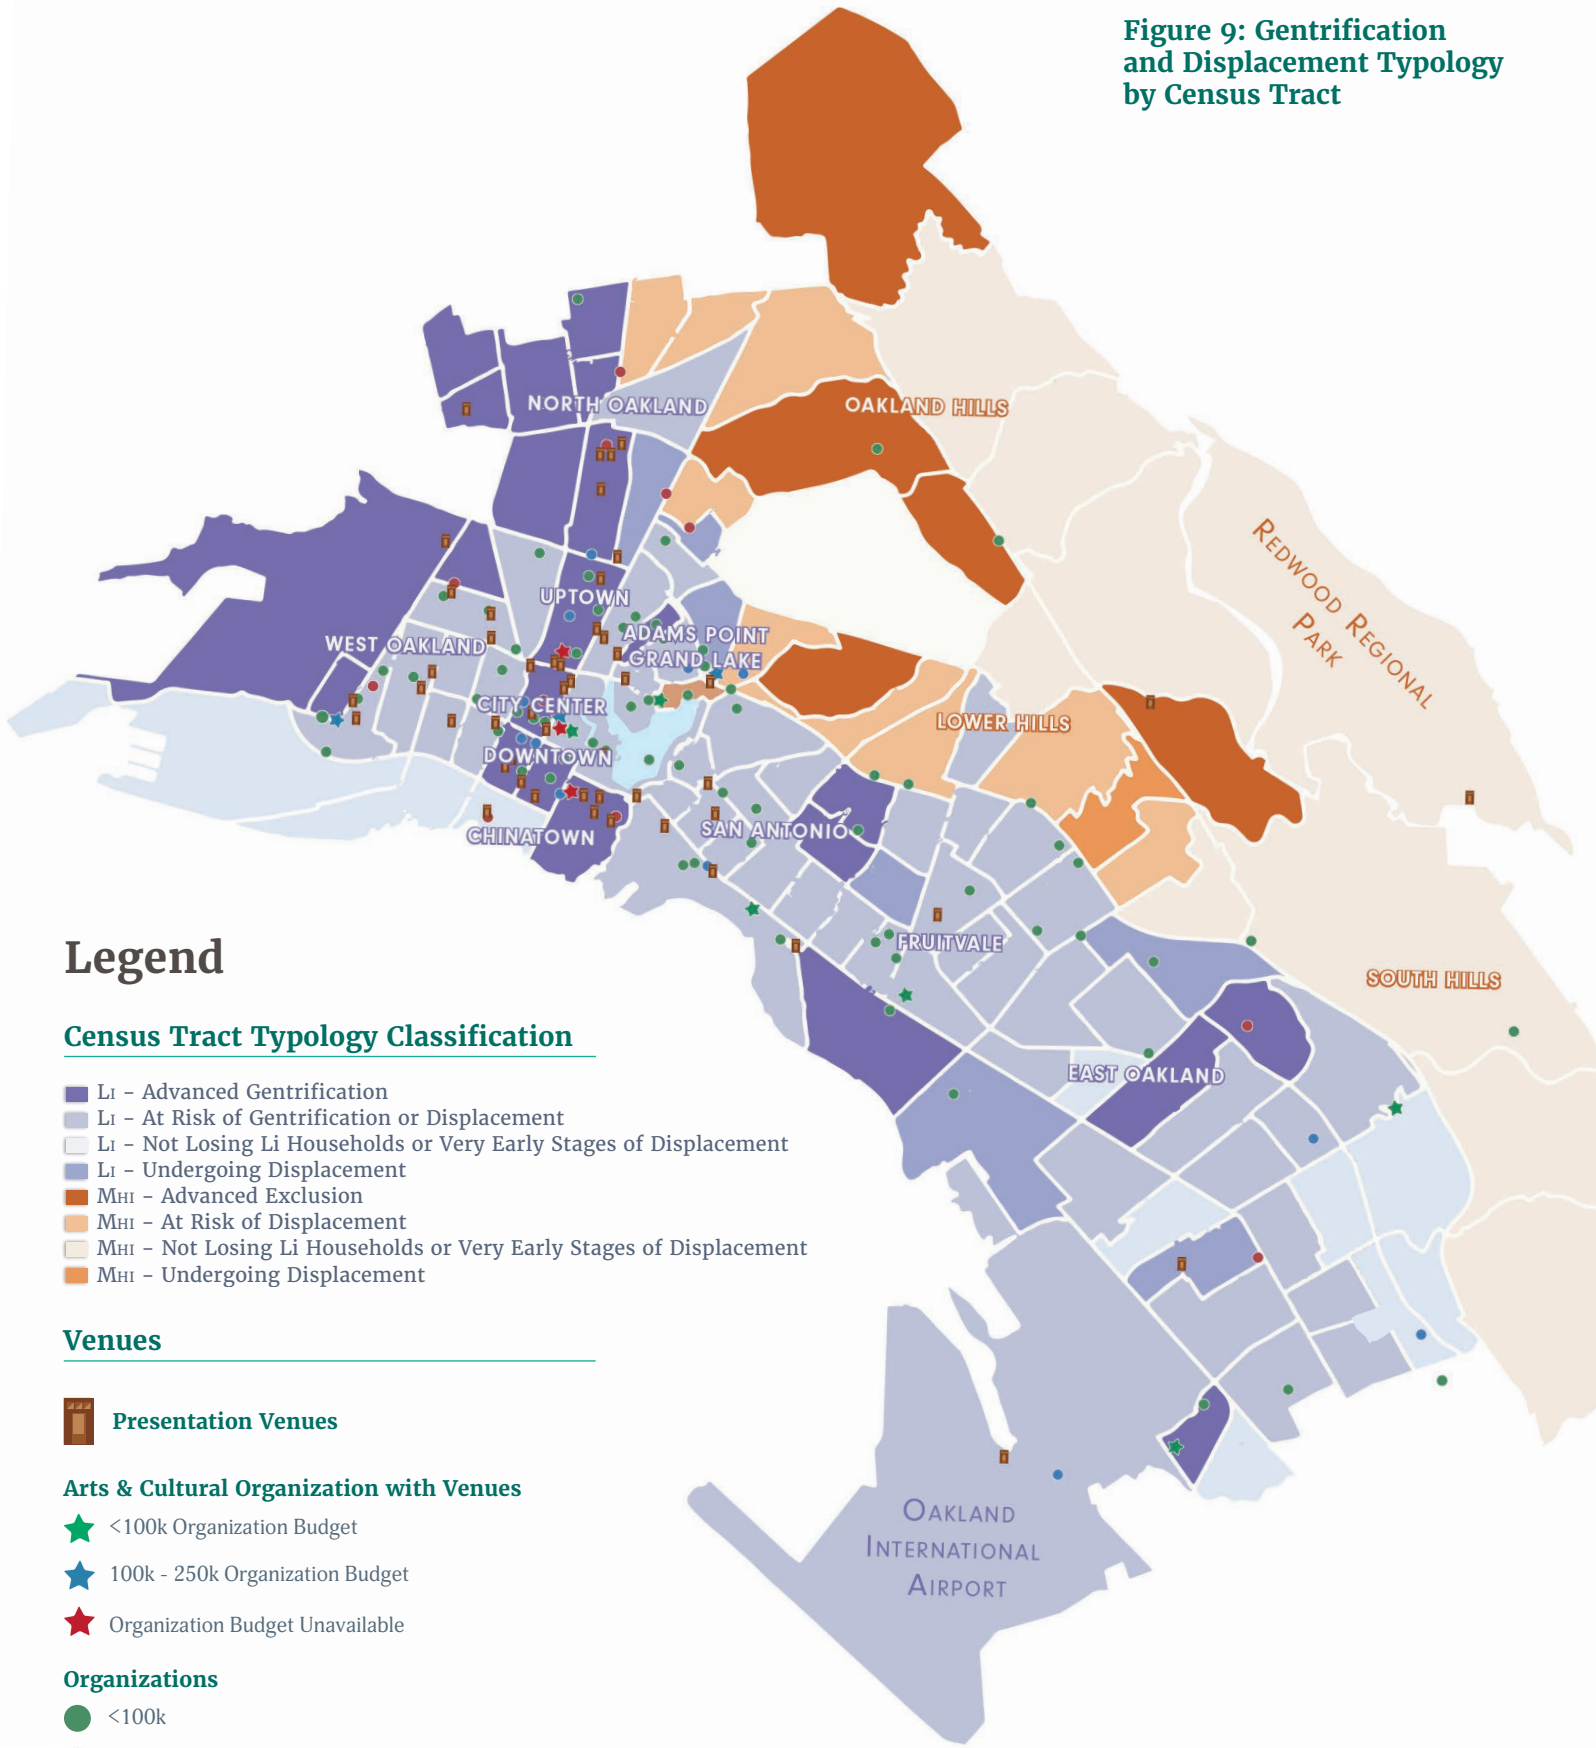 Figure 9: Gentrification
and Displacement Typology
by Census Tract
NORTH OAKLAND
OAKLAND HILLS
REDWOOD REGIONAL
PARK
UPTOWN
WEST OAKLAND
ADAMS POINT
GRAND LAKE
CITY CENTER
LOWER HILLS
DOWNTOWN
SAN ANTONIO
CHINATOWN
FRUITVALE
SOUTH HILLS
EAST OAKLAND
OAKLAND
INTERNATIONAL
AIRPORT
Legend
Census Tract Typology Classification
LI – Advanced Gentrification
LI – At Risk of Gentrification or Displacement
LI – Not Losing Li Households or Very Early Stages of Displacement
LI – Undergoing Displacement
MHI – Advanced Exclusion
MHI – At Risk of Displacement
MHI – Not Losing Li Households or Very Early Stages of Displacement
MHI – Undergoing Displacement
Venues
Presentation Venues
Arts & Cultural Organization with Venues
<100k Organization Budget
100k - 250k Organization Budget
Organization Budget Unavailable
Organizations
<100k